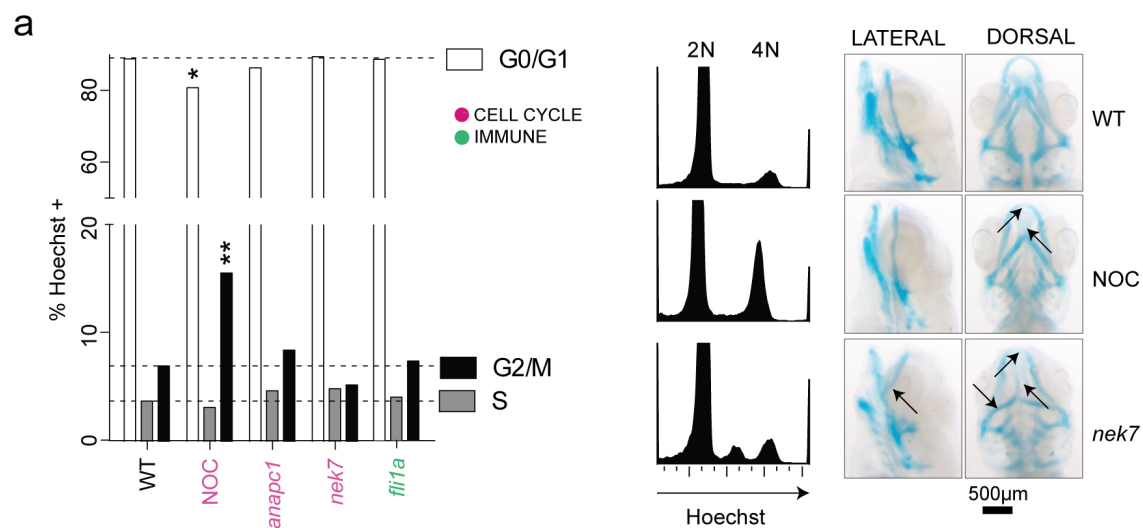 a
G0/G1
CELL CYCLE
IMMUNE
G2/M
S
% Hoechst +
80
60
20
10
0
*
**
WT
NOC
anapc1
nek7
fli1a
2N 4N
Hoechst
LATERAL DORSAL
WT
NOC
nek7
500µm